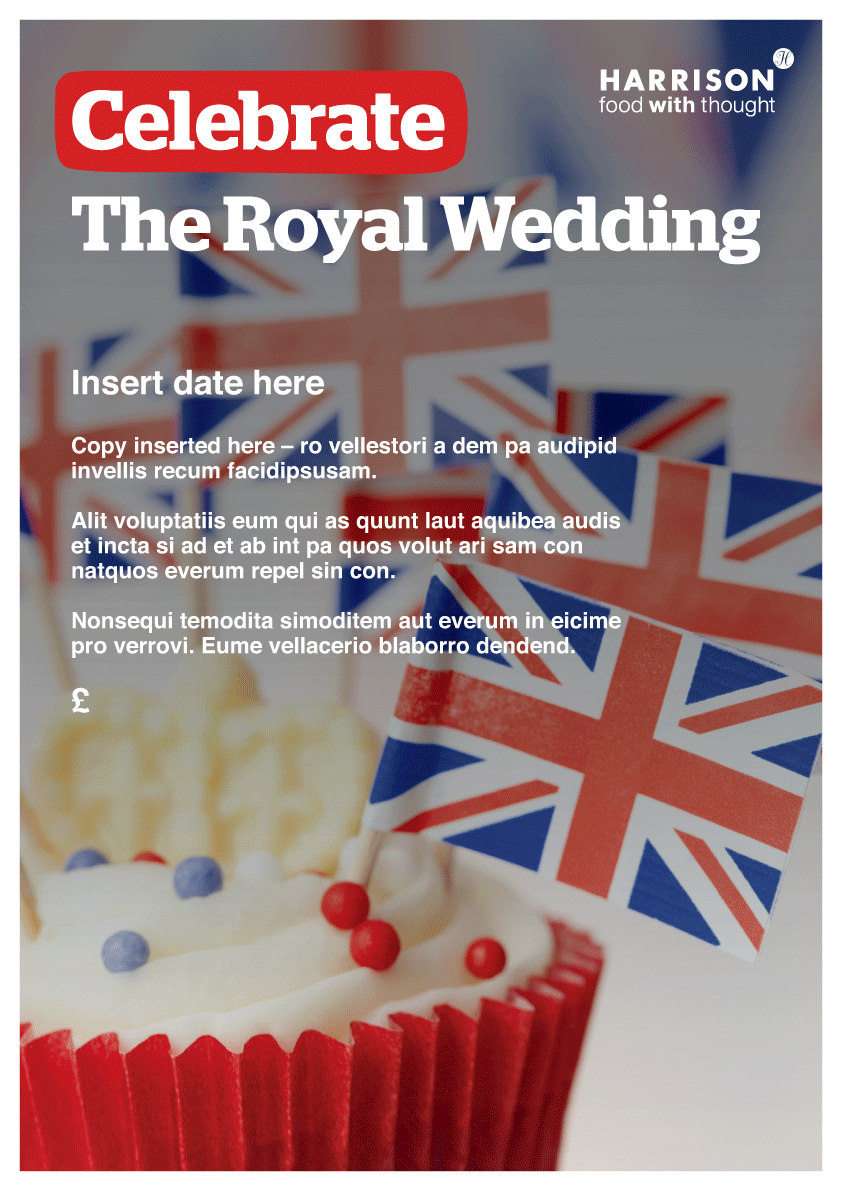 Celebrate
HARRISON H
food with thought
The Royal Wedding
Insert date here
Copy inserted here – ro vellestori a dem pa audipid
invellis recum facidipsusam.
Alit voluptatiis eum qui as quunt laut aquibea audis
et incta si ad et ab int pa quos volut ari sam con
natquos everum repel sin con.
Nonsequi temodita simoditem aut everum in eicime
pro verrovi. Eume vellacerio blaborro dendend.
£